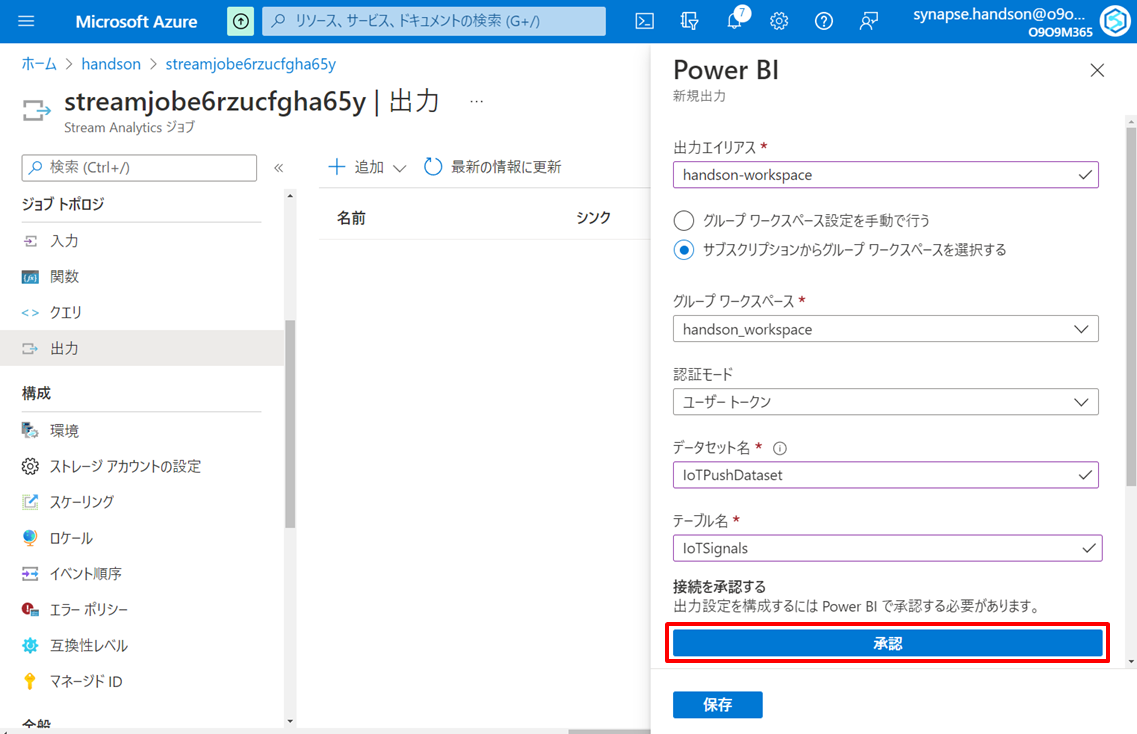 Microsoft Azure
リソース、サービス、ドキュメントの検索 (G+/)
7
synapse.handson@o9o...
O9O9M365
ホーム > handson > streamjobe6rzucfgha65y
streamjobe6rzucfgha65y | 出力 ...
Stream Analytics ジョブ
検索 (Ctrl+/)
ジョブ トポロジ
入力
関数
クエリ
出力
構成
環境
ストレージ アカウントの設定
スケーリング
ロケール
イベント順序
エラー ポリシー
互換性レベル
マネージド ID
全般
追加
最新の情報に更新
名前 シンク
Power BI
新規出力
出力エイリアス *
handson-workspace
グループ ワークスペース設定を手動で行う
サブスクリプションからグループ ワークスペースを選択する
グループ ワークスペース *
handson_workspace
認証モード
ユーザー トークン
データセット名 *
IoTPushDataset
テーブル名 *
IoTSignals
接続を承認する
出力設定を構成するには Power BI で承認する必要があります。
承認
保存